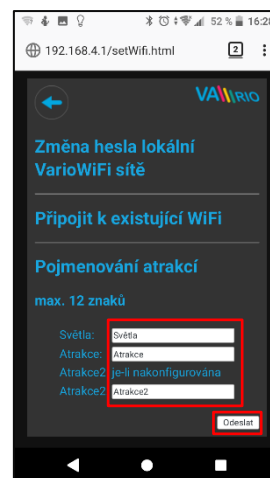 52 % 16:28
192.168.4.1/setWifi.html 2
VARIO
Změna hesla lokální
VarioWiFi sítě
Připojit k existující WiFi
Pojmenování atrakcí
max. 12 znaků
Světla: Světla
Atrakce: Atrakce
Atrakce2 je-li nakonfigurována
Atrakce2 Atrakce2
Odeslat